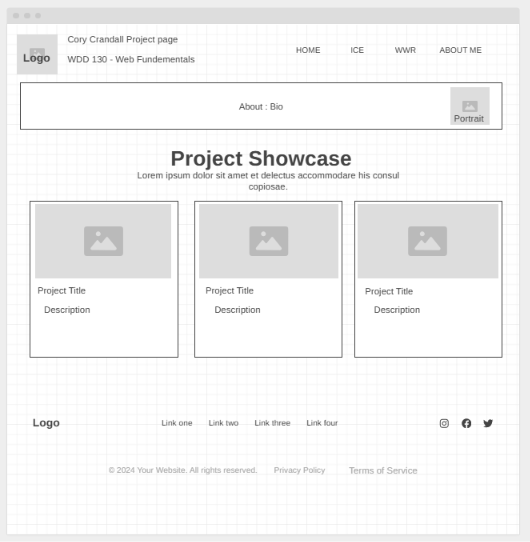 Cory Crandall Project page
Logo
WDD 130 - Web Fundementals
HOME
ICE
WWR
ABOUT ME
About : Bio
Portrait
Project Showcase
Lorem ipsum dolor sit amet et delectus accommodare his consul
copiosae.
Project Title
Description
Project Title
Description
Project Title
Description
Logo
Link one
Link two
Link three
Link four
© 2024 Your Website. All rights reserved.
Privacy Policy
Terms of Service